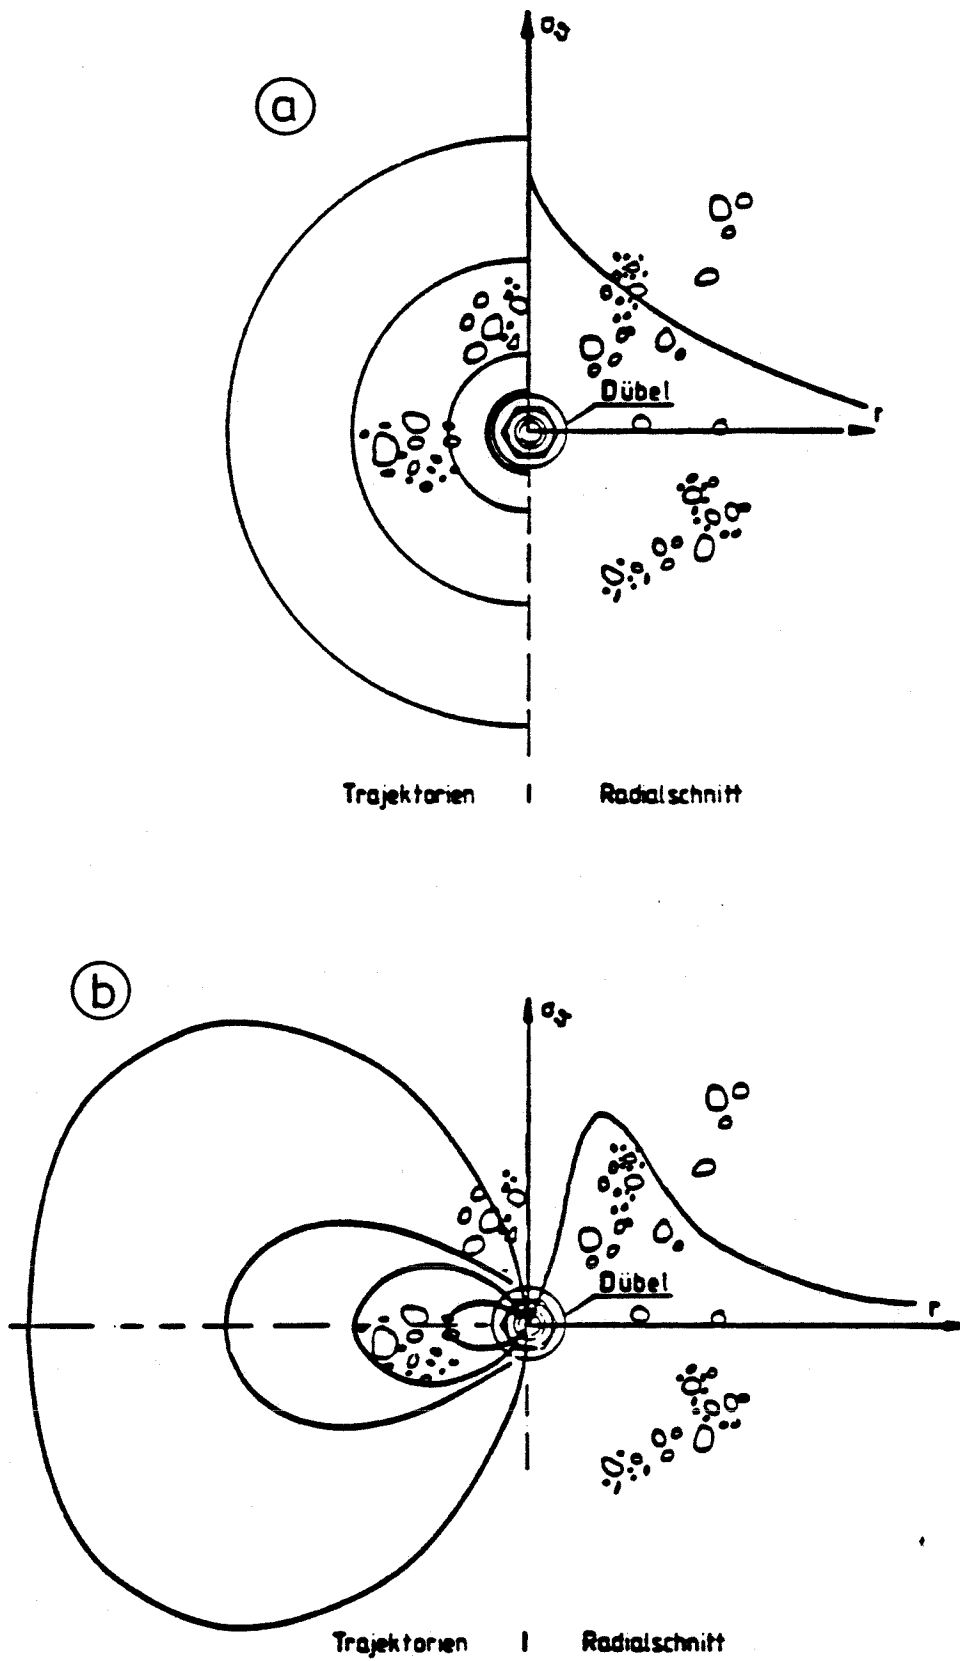 σϑ
a
Dübel
r
Trajektorien | Radialschnitt
b
σϑ
Dübel
r
Trajektorien | Radialschnitt